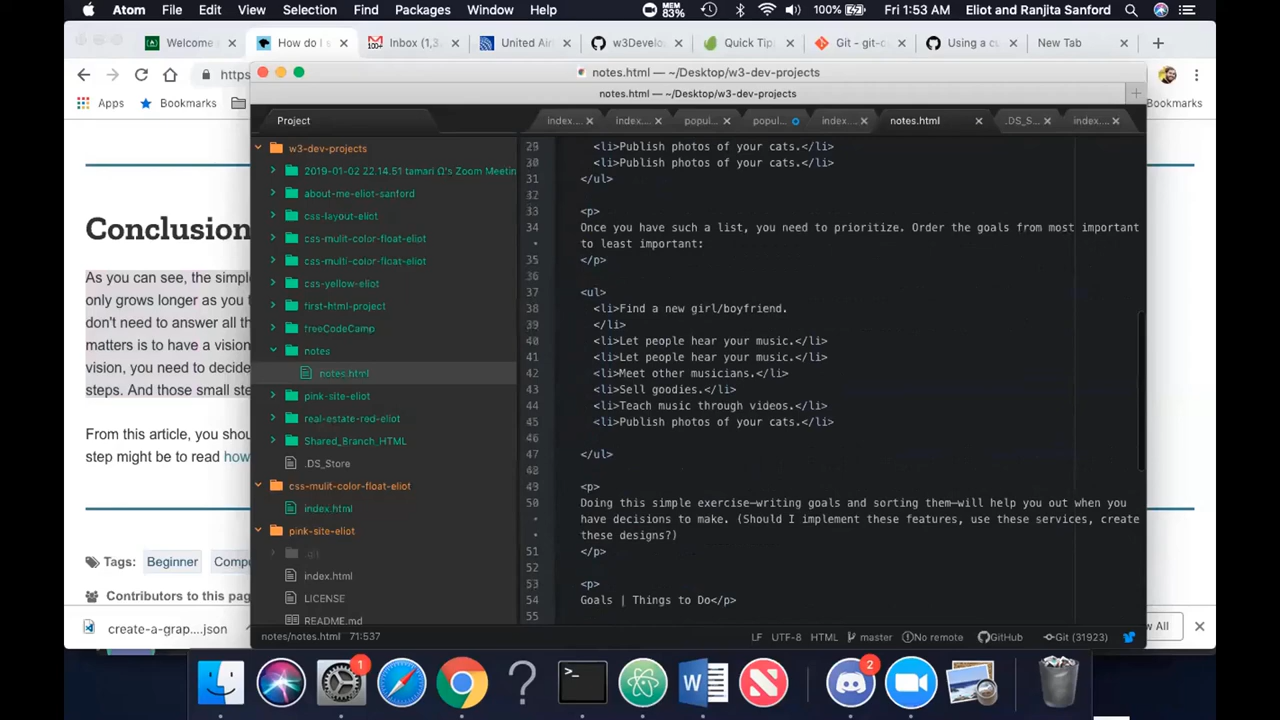 Atom File Edit View Selection Find Packages Window Help MEM 83% 100% Fri 1:53 AM Eliot and Ranjita Sanford
Welcome How do I s Inbox (1,3 100+ United Air w3Develo Quick Tip Git - git- Using a cu New Tab
https
Apps Bookmarks Bookmarks
notes.html — ~/Desktop/w3-dev-projects
notes.html — ~/Desktop/w3-dev-projects
Project
index... index... popul... popul... index... notes.html .DS_S... index...
w3-dev-projects
2019-01-02 22.14.51 tamari Ω's Zoom Meetin
about-me-eliot-sanford
css-layout-eliot
css-mulit-color-float-eliot
css-multi-color-float-eliot
css-yellow-eliot
first-html-project
freeCodeCamp
notes
notes.html
pink-site-eliot
real-estate-red-eliot
Shared_Branch_HTML
.DS_Store
css-mulit-color-float-eliot
index.html
pink-site-eliot
.git
index.html
LICENSE
README.md
29 <li>Publish photos of your cats.</li>
30 <li>Publish photos of your cats.</li>
31 </ul>
32
33 <p>
34 Once you have such a list, you need to prioritize. Order the goals from most important
to least important:
35 </p>
36
37 <ul>
38 <li>Find a new girl/boyfriend.
39 </li>
40 <li>Let people hear your music.</li>
41 <li>Let people hear your music.</li>
42 <li>Meet other musicians.</li>
43 <li>Sell goodies.</li>
44 <li>Teach music through videos.</li>
45 <li>Publish photos of your cats.</li>
46
47 </ul>
48
49 <p>
50 Doing this simple exercise—writing goals and sorting them—will help you out when you
have decisions to make. (Should I implement these features, use these services, create
these designs?)
51 </p>
52
53 <p>
54 Goals | Things to Do</p>
55
notes/notes.html 71:537 LF UTF-8 HTML master No remote GitHub Git (31923)
Conclusion
As you can see, the simpl
only grows longer as you
don't need to answer all th
matters is to have a vision
vision, you need to decide
steps. And those small ste
From this article, you shou
step might be to read how
Tags: Beginner Compo
Contributors to this pag
create-a-grap....json
w All
1
2